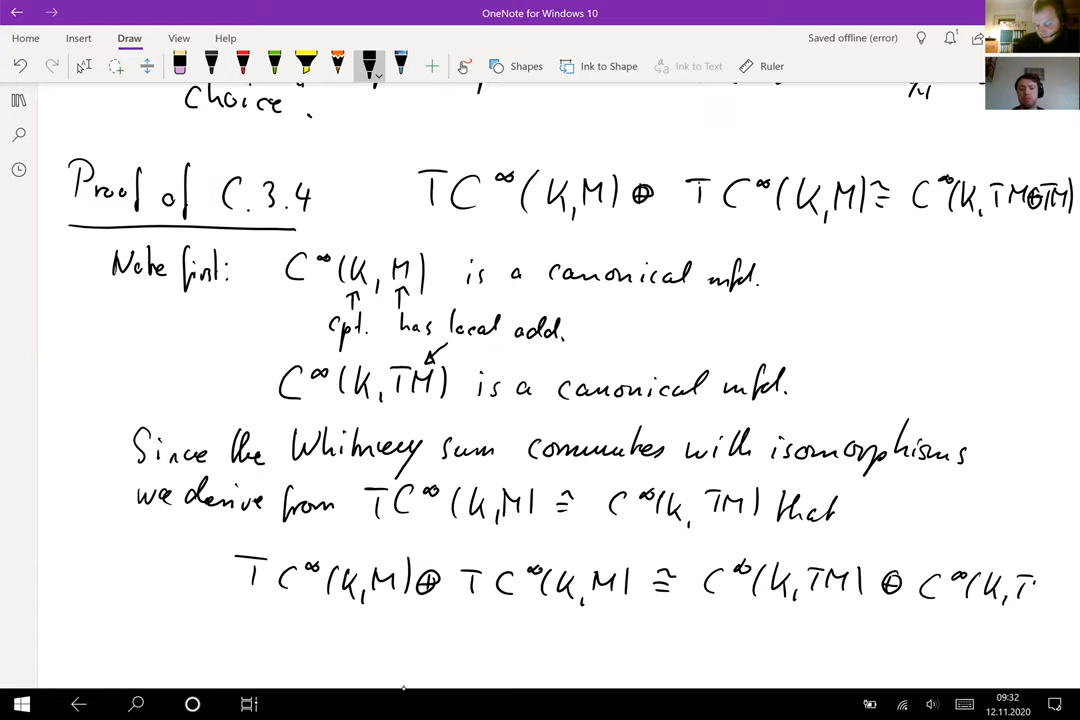 OneNote for Windows 10
Home Insert Draw View Help
Saved offline (error)
Shapes Ink to Shape Ink to Text Ruler
choice.
Proof of C.3.4
TC^∞(K,M) ⊕ TC^∞(K,M) ≅ C^∞(K,TM⊕TM)
Note first: C^∞(K,M) is a canonical mfd.
↑ ↑
cpt. has local add.
C^∞(K,TM) is a canonical mfd.
Since the Whitney sum commutes with isomorphisms
we derive from TC^∞(K,M) ≅ C^∞(K,TM) that
TC^∞(K,M) ⊕ TC^∞(K,M) ≅ C^∞(K,TM) ⊕ C^∞(K,T
09:32
12.11.2020